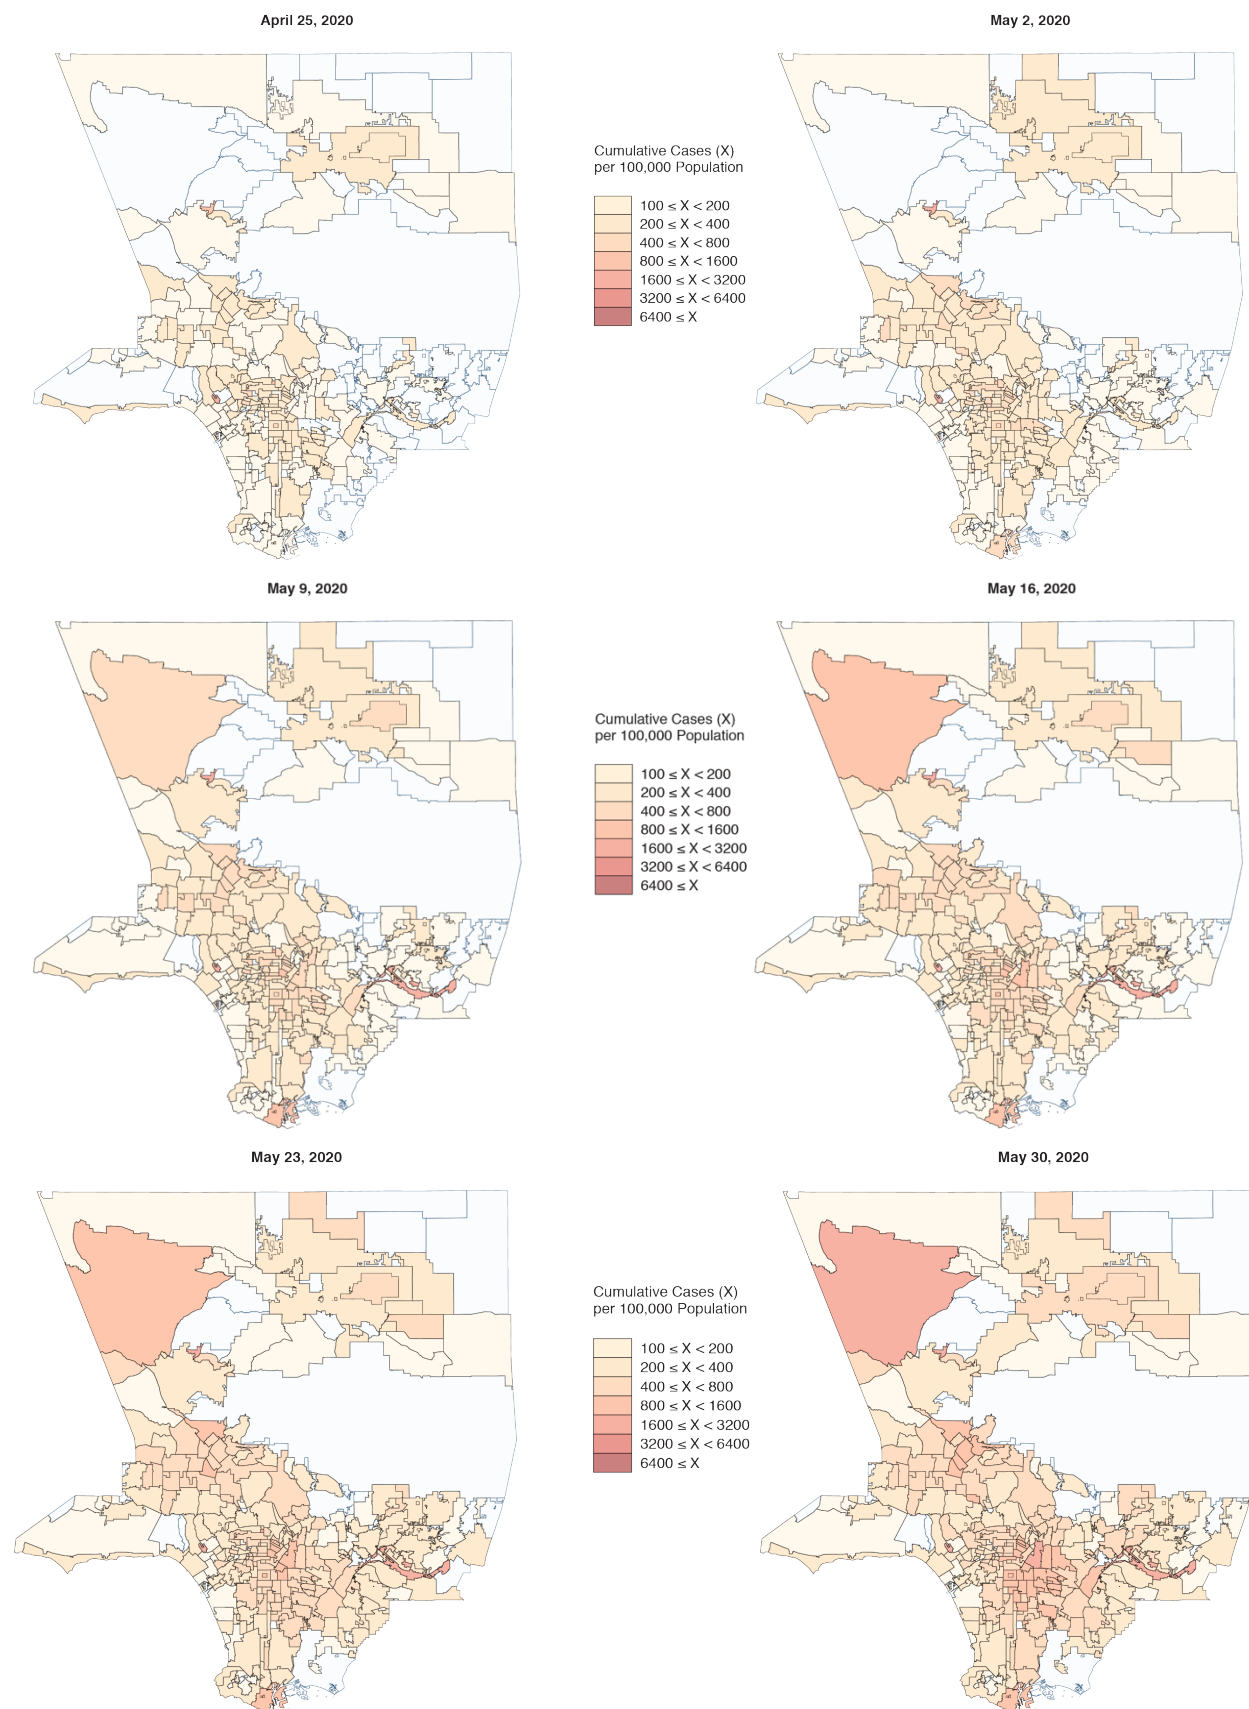 April 25, 2020
May 2, 2020
Cumulative Cases (X)
per 100,000 Population
100 ≤ X < 200
200 ≤ X < 400
400 ≤ X < 800
800 ≤ X < 1600
1600 ≤ X < 3200
3200 ≤ X < 6400
6400 ≤ X
May 9, 2020
May 16, 2020
Cumulative Cases (X)
per 100,000 Population
100 ≤ X < 200
200 ≤ X < 400
400 ≤ X < 800
800 ≤ X < 1600
1600 ≤ X < 3200
3200 ≤ X < 6400
6400 ≤ X
May 23, 2020
May 30, 2020
Cumulative Cases (X)
per 100,000 Population
100 ≤ X < 200
200 ≤ X < 400
400 ≤ X < 800
800 ≤ X < 1600
1600 ≤ X < 3200
3200 ≤ X < 6400
6400 ≤ X